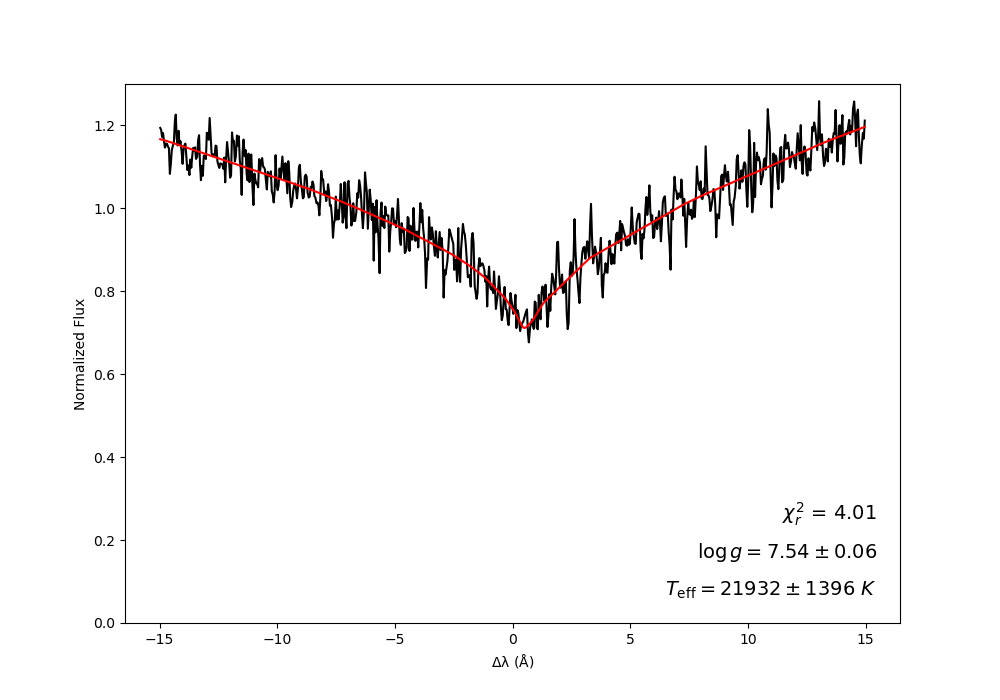 1.2
1.0
0.8
0.6
0.4
0.2
0.0
Normalized Flux
χ²ᵣ = 4.01
log g = 7.54 ± 0.06
T_eff = 21932 ± 1396 K
−15 −10 −5 0 5 10 15
Δλ (Å)